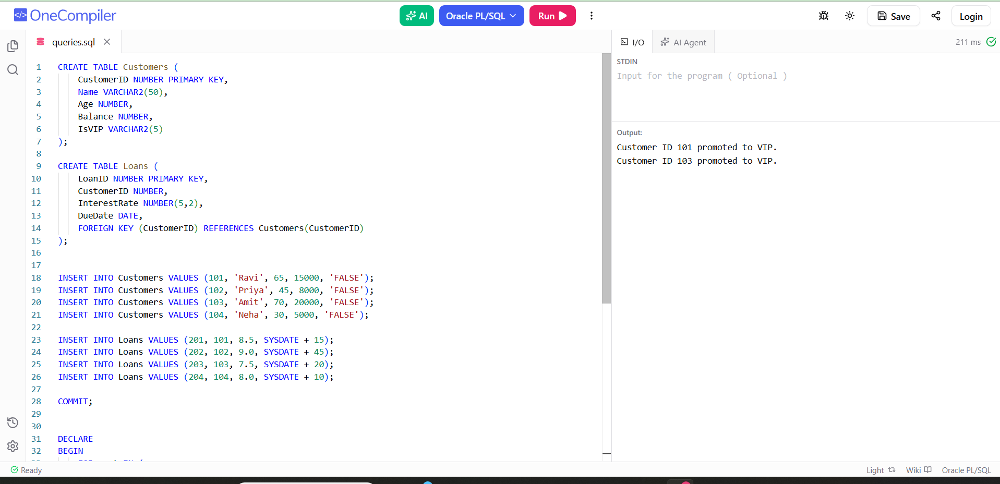 </> OneCompiler
AI
Oracle PL/SQL
Run
Save
Login
queries.sql
I/O
AI Agent
211 ms
1 CREATE TABLE Customers (
2 CustomerID NUMBER PRIMARY KEY,
3 Name VARCHAR2(50),
4 Age NUMBER,
5 Balance NUMBER,
6 IsVIP VARCHAR2(5)
7 );
8
9 CREATE TABLE Loans (
10 LoanID NUMBER PRIMARY KEY,
11 CustomerID NUMBER,
12 InterestRate NUMBER(5,2),
13 DueDate DATE,
14 FOREIGN KEY (CustomerID) REFERENCES Customers(CustomerID)
15 );
16
17
18 INSERT INTO Customers VALUES (101, 'Ravi', 65, 15000, 'FALSE');
19 INSERT INTO Customers VALUES (102, 'Priya', 45, 8000, 'FALSE');
20 INSERT INTO Customers VALUES (103, 'Amit', 70, 20000, 'FALSE');
21 INSERT INTO Customers VALUES (104, 'Neha', 30, 5000, 'FALSE');
22
23 INSERT INTO Loans VALUES (201, 101, 8.5, SYSDATE + 15);
24 INSERT INTO Loans VALUES (202, 102, 9.0, SYSDATE + 45);
25 INSERT INTO Loans VALUES (203, 103, 7.5, SYSDATE + 20);
26 INSERT INTO Loans VALUES (204, 104, 8.0, SYSDATE + 10);
27
28 COMMIT;
29
30
31 DECLARE
32 BEGIN
STDIN
Input for the program ( Optional )
Output:
Customer ID 101 promoted to VIP.
Customer ID 103 promoted to VIP.
Ready
Light
Wiki
Oracle PL/SQL